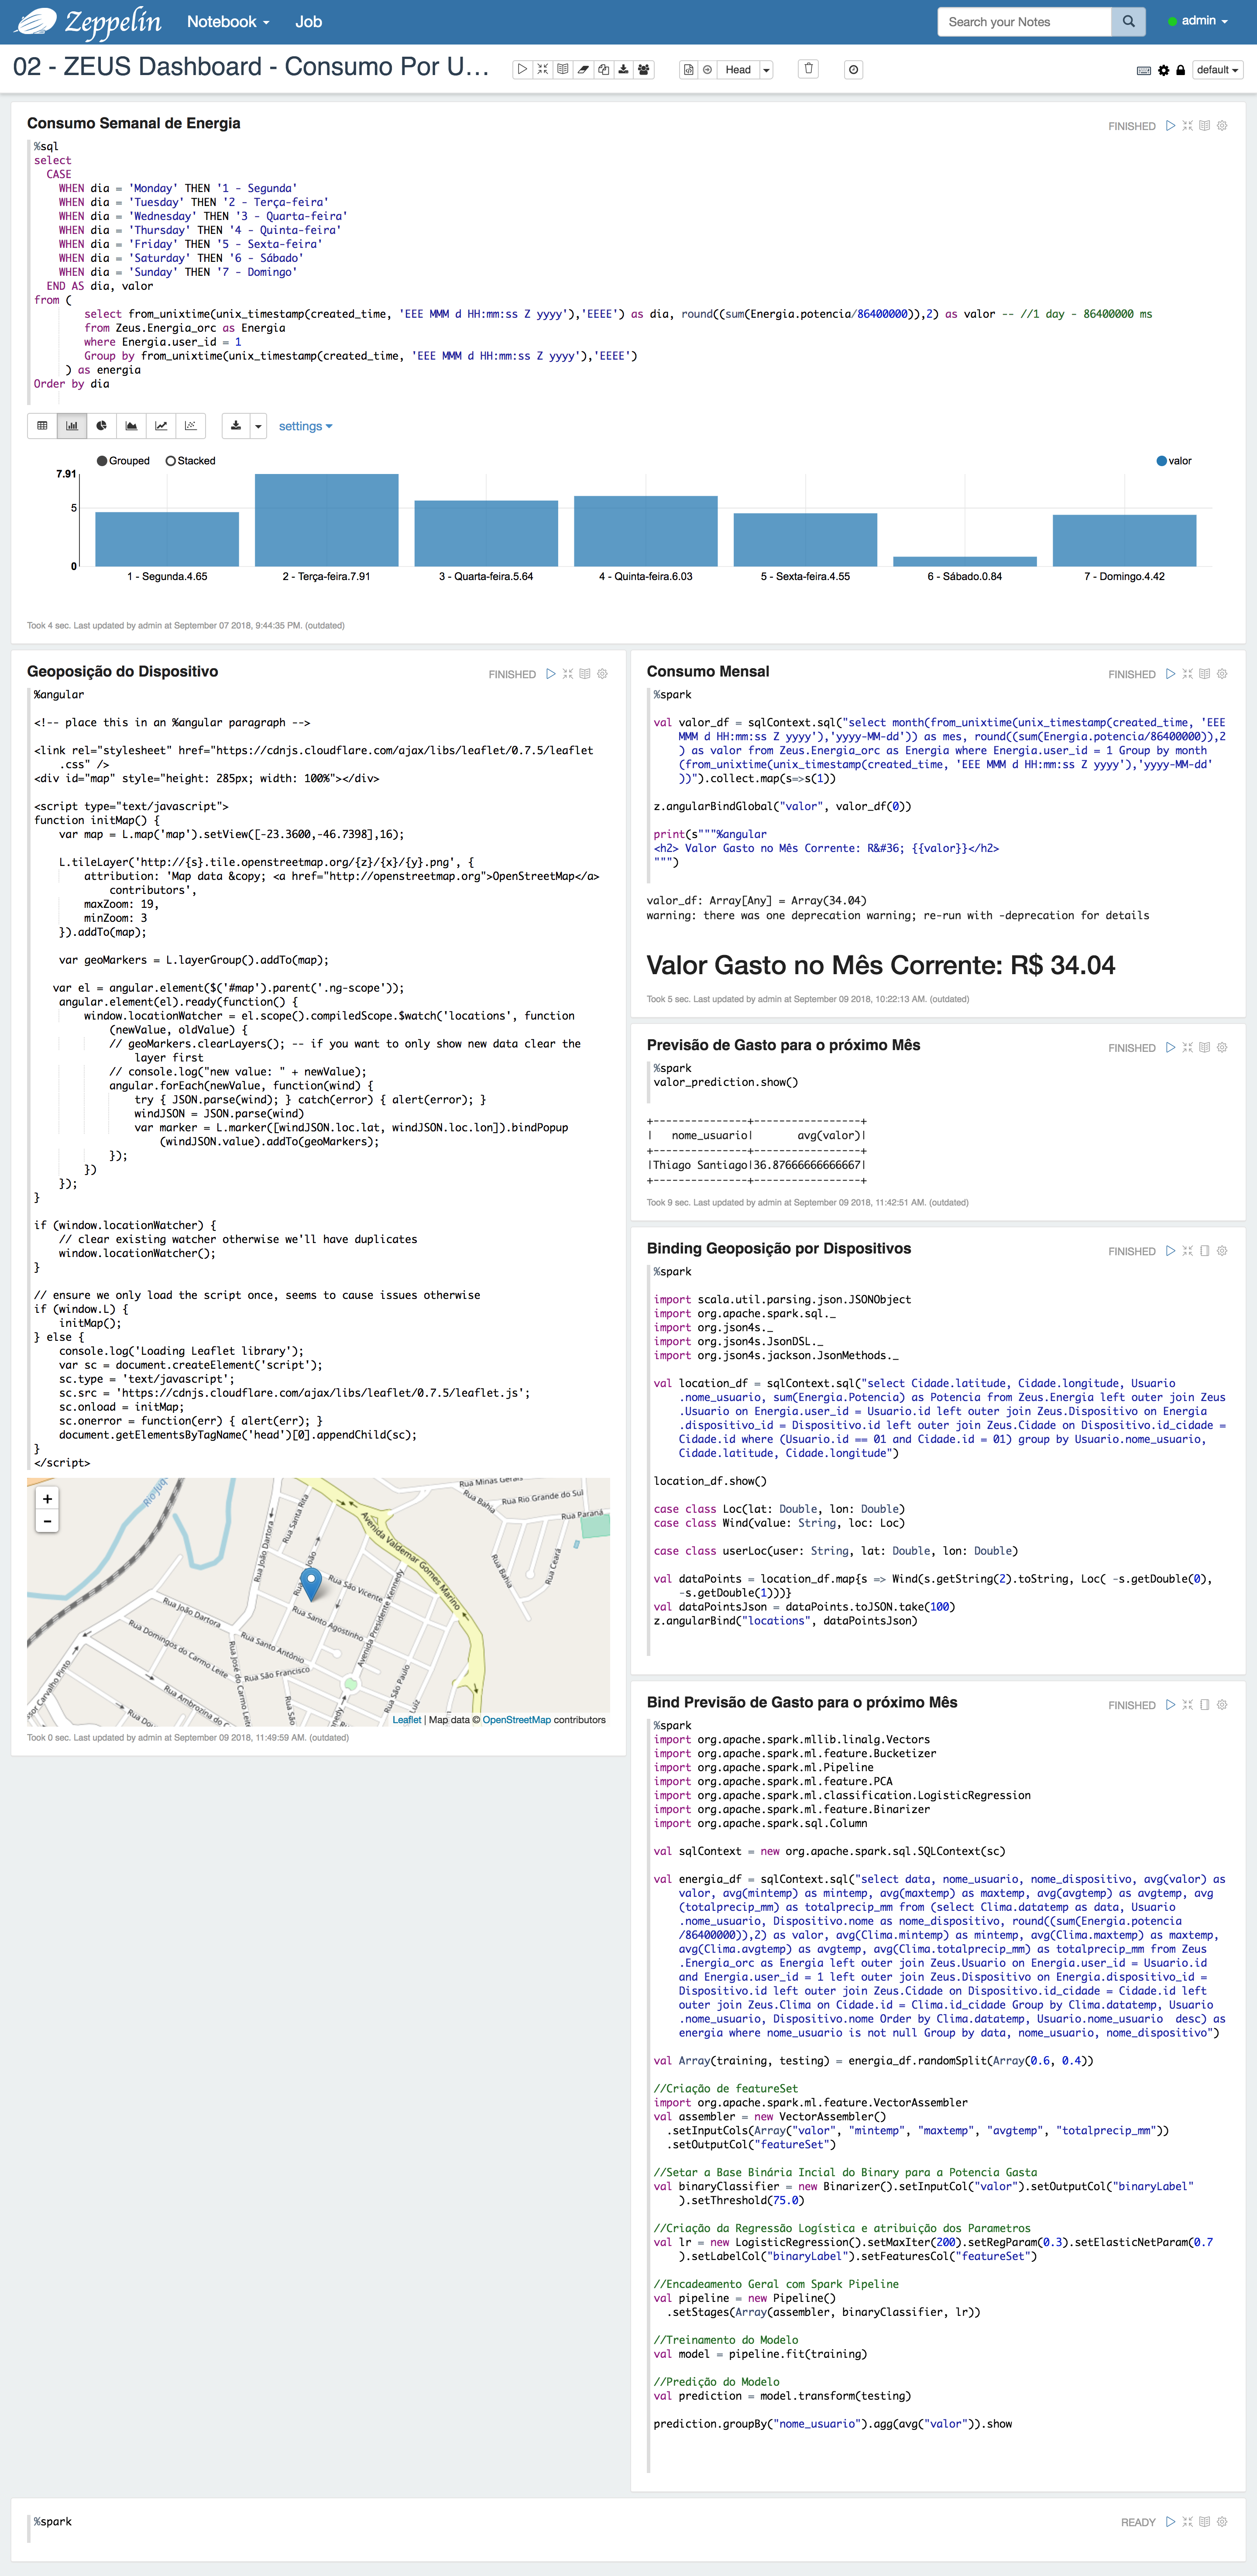 Zeppelin
Notebook
Job
Search your Notes
admin
02 - ZEUS Dashboard - Consumo Por U...
Head
default
Consumo Semanal de Energia
FINISHED
%sql
select
CASE
WHEN dia = 'Monday' THEN '1 - Segunda'
WHEN dia = 'Tuesday' THEN '2 - Terça-feira'
WHEN dia = 'Wednesday' THEN '3 - Quarta-feira'
WHEN dia = 'Thursday' THEN '4 - Quinta-feira'
WHEN dia = 'Friday' THEN '5 - Sexta-feira'
WHEN dia = 'Saturday' THEN '6 - Sábado'
WHEN dia = 'Sunday' THEN '7 - Domingo'
END AS dia, valor
from (
select from_unixtime(unix_timestamp(created_time, 'EEE MMM d HH:mm:ss Z yyyy'),'EEEE') as dia, round((sum(Energia.potencia/86400000)),2) as valor -- //1 day - 86400000 ms
from Zeus.Energia_orc as Energia
where Energia.user_id = 1
Group by from_unixtime(unix_timestamp(created_time, 'EEE MMM d HH:mm:ss Z yyyy'),'EEEE')
) as energia
Order by dia
settings
Grouped
Stacked
valor
7.91
5
0
1 - Segunda.4.65
2 - Terça-feira.7.91
3 - Quarta-feira.5.64
4 - Quinta-feira.6.03
5 - Sexta-feira.4.55
6 - Sábado.0.84
7 - Domingo.4.42
Took 4 sec. Last updated by admin at September 07 2018, 9:44:35 PM. (outdated)
Geoposição do Dispositivo
FINISHED
%angular
<!-- place this in an %angular paragraph -->
<link rel="stylesheet" href="https://cdnjs.cloudflare.com/ajax/libs/leaflet/0.7.5/leaflet
.css" />
<div id="map" style="height: 285px; width: 100%"></div>
<script type="text/javascript">
function initMap() {
var map = L.map('map').setView([-23.3600,-46.7398],16);
L.tileLayer('http://{s}.tile.openstreetmap.org/{z}/{x}/{y}.png', {
attribution: 'Map data &copy; <a href="http://openstreetmap.org">OpenStreetMap</a>
contributors',
maxZoom: 19,
minZoom: 3
}).addTo(map);
var geoMarkers = L.layerGroup().addTo(map);
var el = angular.element($('#map').parent('.ng-scope'));
angular.element(el).ready(function() {
window.locationWatcher = el.scope().compiledScope.$watch('locations', function
(newValue, oldValue) {
// geoMarkers.clearLayers(); -- if you want to only show new data clear the
layer first
// console.log("new value: " + newValue);
angular.forEach(newValue, function(wind) {
try { JSON.parse(wind); } catch(error) { alert(error); }
windJSON = JSON.parse(wind)
var marker = L.marker([windJSON.loc.lat, windJSON.loc.lon]).bindPopup
(windJSON.value).addTo(geoMarkers);
});
})
});
}
if (window.locationWatcher) {
// clear existing watcher otherwise we'll have duplicates
window.locationWatcher();
}
// ensure we only load the script once, seems to cause issues otherwise
if (window.L) {
initMap();
} else {
console.log('Loading Leaflet library');
var sc = document.createElement('script');
sc.type = 'text/javascript';
sc.src = 'https://cdnjs.cloudflare.com/ajax/libs/leaflet/0.7.5/leaflet.js';
sc.onload = initMap;
sc.onerror = function(err) { alert(err); }
document.getElementsByTagName('head')[0].appendChild(sc);
}
</script>
+
−
Rua Minas Gerais
Rua Bahia
Rua Rio Grande do Sul
Rua Paraná
Rua Santa Rita
Rua João Dartora
Avenida Valdemar Gomes Marino
Rua Ceará
Rua Bahia
Rua São Vicente
Avenida Presidente Kennedy
Rua Santo Agostinho
Rua João Dartora
Rua Domingos do Carmo Leite
Rua Santo Antônio
Rua José do Carmo Leite
Rua São Francisco
Rua São Paulo
Rua Ambrozina do
Leaflet | Map data © OpenStreetMap contributors
Took 0 sec. Last updated by admin at September 09 2018, 11:49:59 AM. (outdated)
Consumo Mensal
FINISHED
%spark
val valor_df = sqlContext.sql("select month(from_unixtime(unix_timestamp(created_time, 'EEE
MMM d HH:mm:ss Z yyyy'),'yyyy-MM-dd')) as mes, round((sum(Energia.potencia/86400000)),2
) as valor from Zeus.Energia_orc as Energia where Energia.user_id = 1 Group by month
(from_unixtime(unix_timestamp(created_time, 'EEE MMM d HH:mm:ss Z yyyy'),'yyyy-MM-dd'
))").collect.map(s=>s(1))
z.angularBindGlobal("valor", valor_df(0))
print(s"""%angular
<h2> Valor Gasto no Mês Corrente: R&#36; {{valor}}</h2>
""")
valor_df: Array[Any] = Array(34.04)
warning: there was one deprecation warning; re-run with -deprecation for details
Valor Gasto no Mês Corrente: R$ 34.04
Took 5 sec. Last updated by admin at September 09 2018, 10:22:13 AM. (outdated)
Previsão de Gasto para o próximo Mês
FINISHED
%spark
valor_prediction.show()
+---------------+-----------------+
|   nome_usuario|       avg(valor)|
+---------------+-----------------+
|Thiago Santiago|36.87666666666667|
+---------------+-----------------+
Took 9 sec. Last updated by admin at September 09 2018, 11:42:51 AM. (outdated)
Binding Geoposição por Dispositivos
FINISHED
%spark
import scala.util.parsing.json.JSONObject
import org.apache.spark.sql._
import org.json4s._
import org.json4s.JsonDSL._
import org.json4s.jackson.JsonMethods._
val location_df = sqlContext.sql("select Cidade.latitude, Cidade.longitude, Usuario
.nome_usuario, sum(Energia.Potencia) as Potencia from Zeus.Energia left outer join Zeus
.Usuario on Energia.user_id = Usuario.id left outer join Zeus.Dispositivo on Energia
.dispositivo_id = Dispositivo.id left outer join Zeus.Cidade on Dispositivo.id_cidade =
Cidade.id where (Usuario.id == 01 and Cidade.id = 01) group by Usuario.nome_usuario,
Cidade.latitude, Cidade.longitude")
location_df.show()
case class Loc(lat: Double, lon: Double)
case class Wind(value: String, loc: Loc)
case class userLoc(user: String, lat: Double, lon: Double)
val dataPoints = location_df.map{s => Wind(s.getString(2).toString, Loc( -s.getDouble(0),
-s.getDouble(1)))}
val dataPointsJson = dataPoints.toJSON.take(100)
z.angularBind("locations", dataPointsJson)
Bind Previsão de Gasto para o próximo Mês
FINISHED
%spark
import org.apache.spark.mllib.linalg.Vectors
import org.apache.spark.ml.feature.Bucketizer
import org.apache.spark.ml.Pipeline
import org.apache.spark.ml.feature.PCA
import org.apache.spark.ml.classification.LogisticRegression
import org.apache.spark.ml.feature.Binarizer
import org.apache.spark.sql.Column
val sqlContext = new org.apache.spark.sql.SQLContext(sc)
val energia_df = sqlContext.sql("select data, nome_usuario, nome_dispositivo, avg(valor) as
valor, avg(mintemp) as mintemp, avg(maxtemp) as maxtemp, avg(avgtemp) as avgtemp, avg
(totalprecip_mm) as totalprecip_mm from (select Clima.datatemp as data, Usuario
.nome_usuario, Dispositivo.nome as nome_dispositivo, round((sum(Energia.potencia
/86400000)),2) as valor, avg(Clima.mintemp) as mintemp, avg(Clima.maxtemp) as maxtemp,
avg(Clima.avgtemp) as avgtemp, avg(Clima.totalprecip_mm) as totalprecip_mm from Zeus
.Energia_orc as Energia left outer join Zeus.Usuario on Energia.user_id = Usuario.id
and Energia.user_id = 1 left outer join Zeus.Dispositivo on Energia.dispositivo_id =
Dispositivo.id left outer join Zeus.Cidade on Dispositivo.id_cidade = Cidade.id left
outer join Zeus.Clima on Cidade.id = Clima.id_cidade Group by Clima.datatemp, Usuario
.nome_usuario, Dispositivo.nome Order by Clima.datatemp, Usuario.nome_usuario  desc) as
energia where nome_usuario is not null Group by data, nome_usuario, nome_dispositivo")
val Array(training, testing) = energia_df.randomSplit(Array(0.6, 0.4))
//Criação de featureSet
import org.apache.spark.ml.feature.VectorAssembler
val assembler = new VectorAssembler()
.setInputCols(Array("valor", "mintemp", "maxtemp", "avgtemp", "totalprecip_mm"))
.setOutputCol("featureSet")
//Setar a Base Binária Incial do Binary para a Potencia Gasta
val binaryClassifier = new Binarizer().setInputCol("valor").setOutputCol("binaryLabel"
).setThreshold(75.0)
//Criação da Regressão Logística e atribuição dos Parametros
val lr = new LogisticRegression().setMaxIter(200).setRegParam(0.3).setElasticNetParam(0.7
).setLabelCol("binaryLabel").setFeaturesCol("featureSet")
//Encadeamento Geral com Spark Pipeline
val pipeline = new Pipeline()
.setStages(Array(assembler, binaryClassifier, lr))
//Treinamento do Modelo
val model = pipeline.fit(training)
//Predição do Modelo
val prediction = model.transform(testing)
prediction.groupBy("nome_usuario").agg(avg("valor")).show
%spark
READY